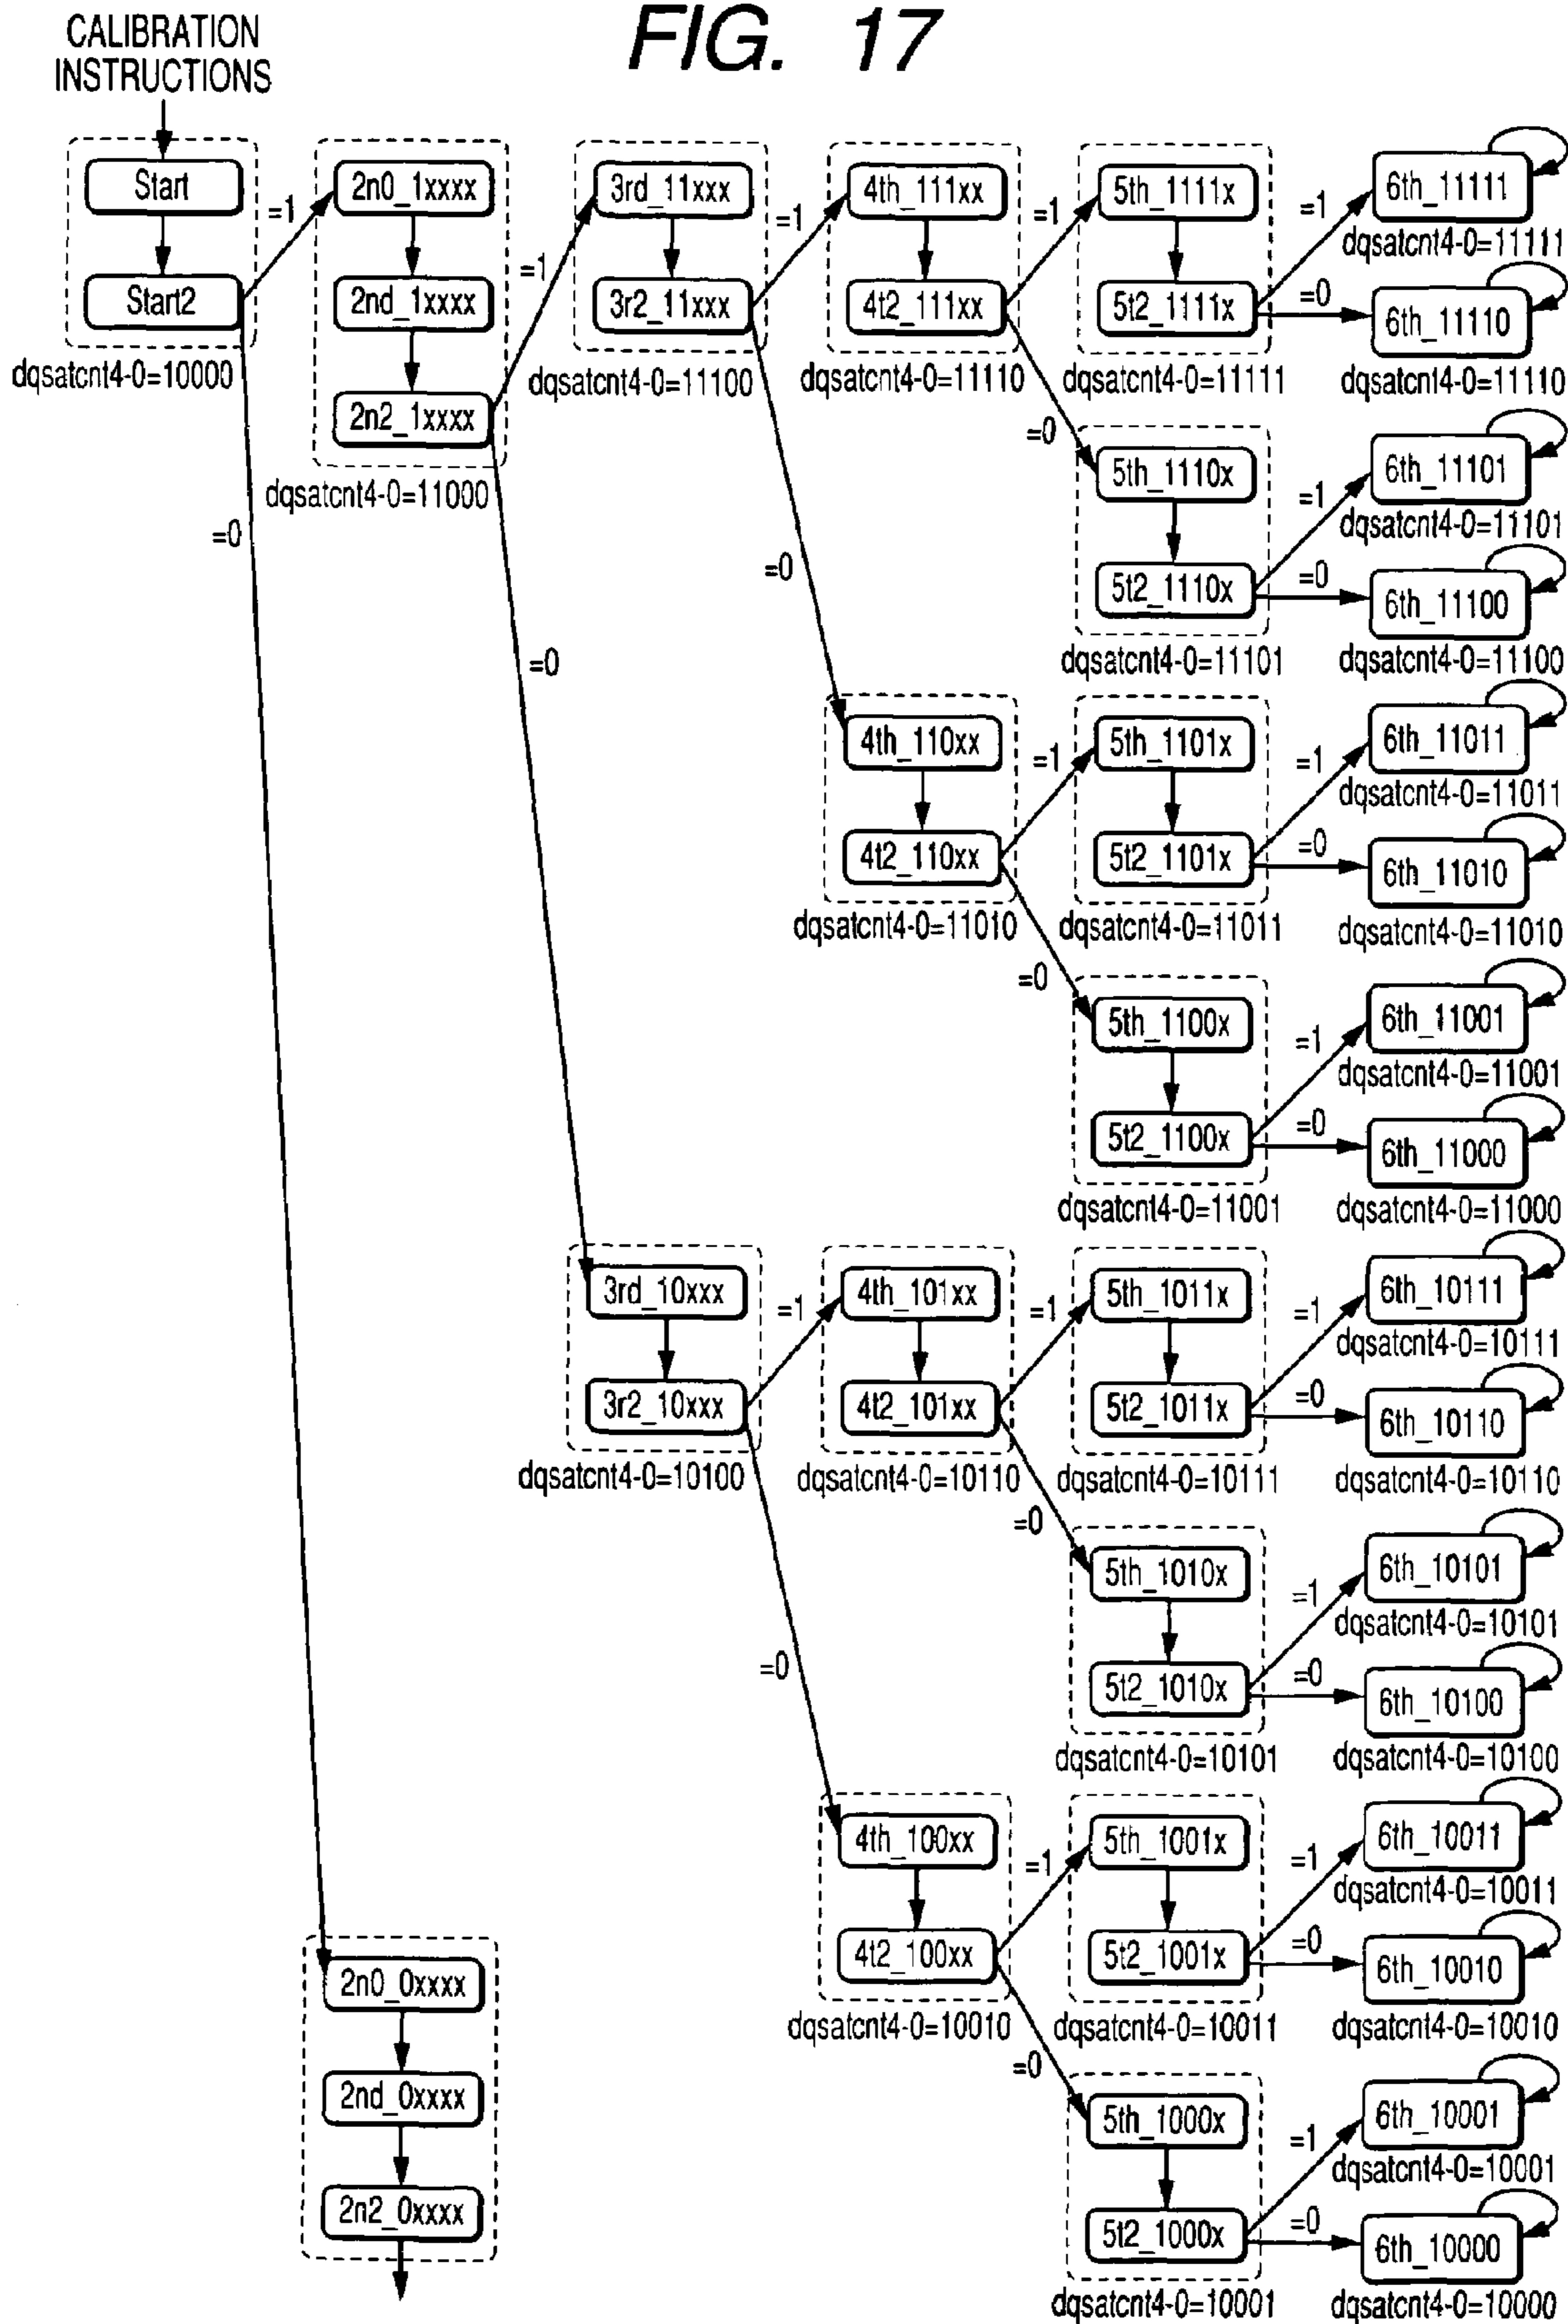 FIG. 17
CALIBRATION
INSTRUCTIONS
Start
Start2
dqsatcnt4-0=10000
=1
=0
2n0_1xxxx
2nd_1xxxx
2n2_1xxxx
dqsatcnt4-0=11000
=1
=0
3rd_11xxx
3r2_11xxx
dqsatcnt4-0=11100
=1
=0
4th_111xx
4t2_111xx
dqsatcnt4-0=11110
=1
=0
5th_1111x
5t2_1111x
dqsatcnt4-0=11111
=1
=0
6th_11111
dqsatcnt4-0=11111
6th_11110
dqsatcnt4-0=11110
5th_1110x
5t2_1110x
dqsatcnt4-0=11101
=1
=0
6th_11101
dqsatcnt4-0=11101
6th_11100
dqsatcnt4-0=11100
4th_110xx
4t2_110xx
dqsatcnt4-0=11010
=1
=0
5th_1101x
5t2_1101x
dqsatcnt4-0=11011
=1
=0
6th_11011
dqsatcnt4-0=11011
6th_11010
dqsatcnt4-0=11010
5th_1100x
5t2_1100x
dqsatcnt4-0=11001
=1
=0
6th_11001
dqsatcnt4-0=11001
6th_11000
dqsatcnt4-0=11000
3rd_10xxx
3r2_10xxx
dqsatcnt4-0=10100
=1
=0
4th_101xx
4t2_101xx
dqsatcnt4-0=10110
=1
=0
5th_1011x
5t2_1011x
dqsatcnt4-0=10111
=1
=0
6th_10111
dqsatcnt4-0=10111
6th_10110
dqsatcnt4-0=10110
5th_1010x
5t2_1010x
dqsatcnt4-0=10101
=1
=0
6th_10101
dqsatcnt4-0=10101
6th_10100
dqsatcnt4-0=10100
4th_100xx
4t2_100xx
dqsatcnt4-0=10010
=1
=0
5th_1001x
5t2_1001x
dqsatcnt4-0=10011
=1
=0
6th_10011
dqsatcnt4-0=10011
6th_10010
dqsatcnt4-0=10010
5th_1000x
5t2_1000x
dqsatcnt4-0=10001
=1
=0
6th_10001
dqsatcnt4-0=10001
6th_10000
dqsatcnt4-0=10000
2n0_0xxxx
2nd_0xxxx
2n2_0xxxx